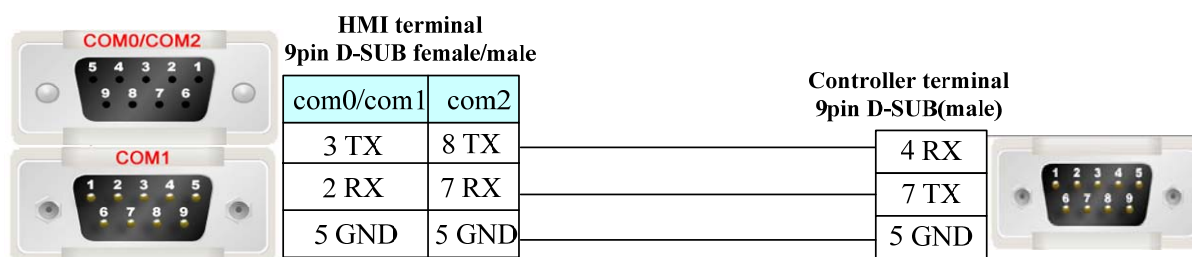 COM0/COM2
5 4 3 2 1
9 8 7 6
COM1
1 2 3 4 5
6 7 8 9
HMI terminal
9pin D-SUB female/male
com0/com1 com2
3 TX 8 TX
2 RX 7 RX
5 GND 5 GND
Controller terminal
9pin D-SUB(male)
4 RX
7 TX
5 GND
1 2 3 4 5
6 7 8 9